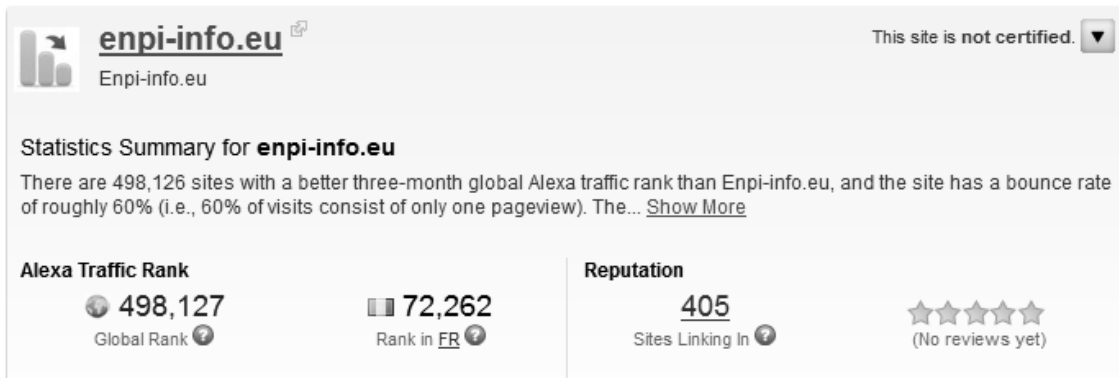 enpi-info.eu
This site is not certified.
Enpi-info.eu
Statistics Summary for enpi-info.eu
There are 498,126 sites with a better three-month global Alexa traffic rank than Enpi-info.eu, and the site has a bounce rate
of roughly 60% (i.e., 60% of visits consist of only one pageview). The... Show More
Alexa Traffic Rank
498,127
Global Rank ?
72,262
Rank in FR ?
Reputation
405
Sites Linking In ?
(No reviews yet)